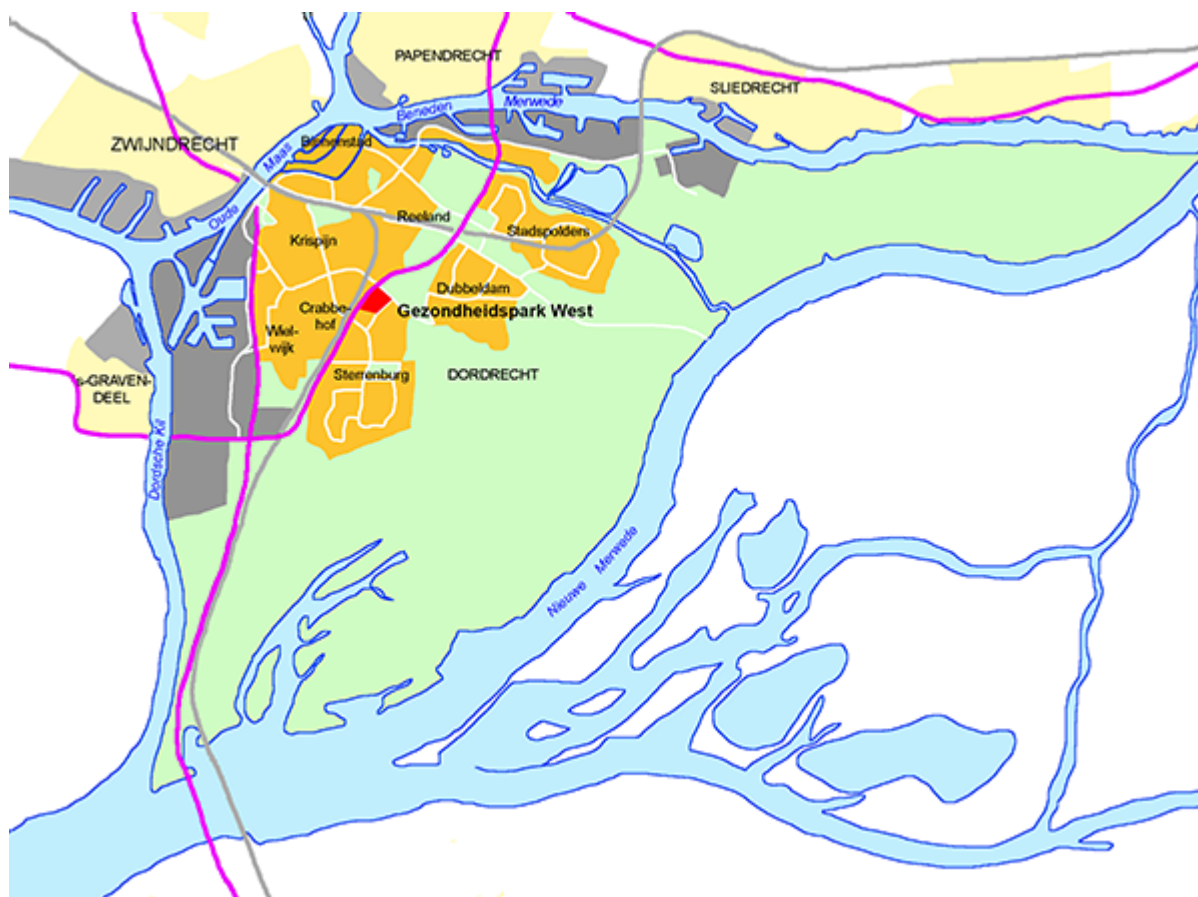 PAPENDRECHT
SLIEDRECHT
Beneden
Merwede
ZWIJNDRECHT
Binnenstad
Maas
Oude
Reeland
Stadspolders
Krispijn
Dubbeldam
Crabbe-
hof
Gezondheidspark West
Wiel-
wijk
Sterrenburg
DORDRECHT
's-GRAVEN-
DEEL
Dordsche Kil
Nieuwe Merwede